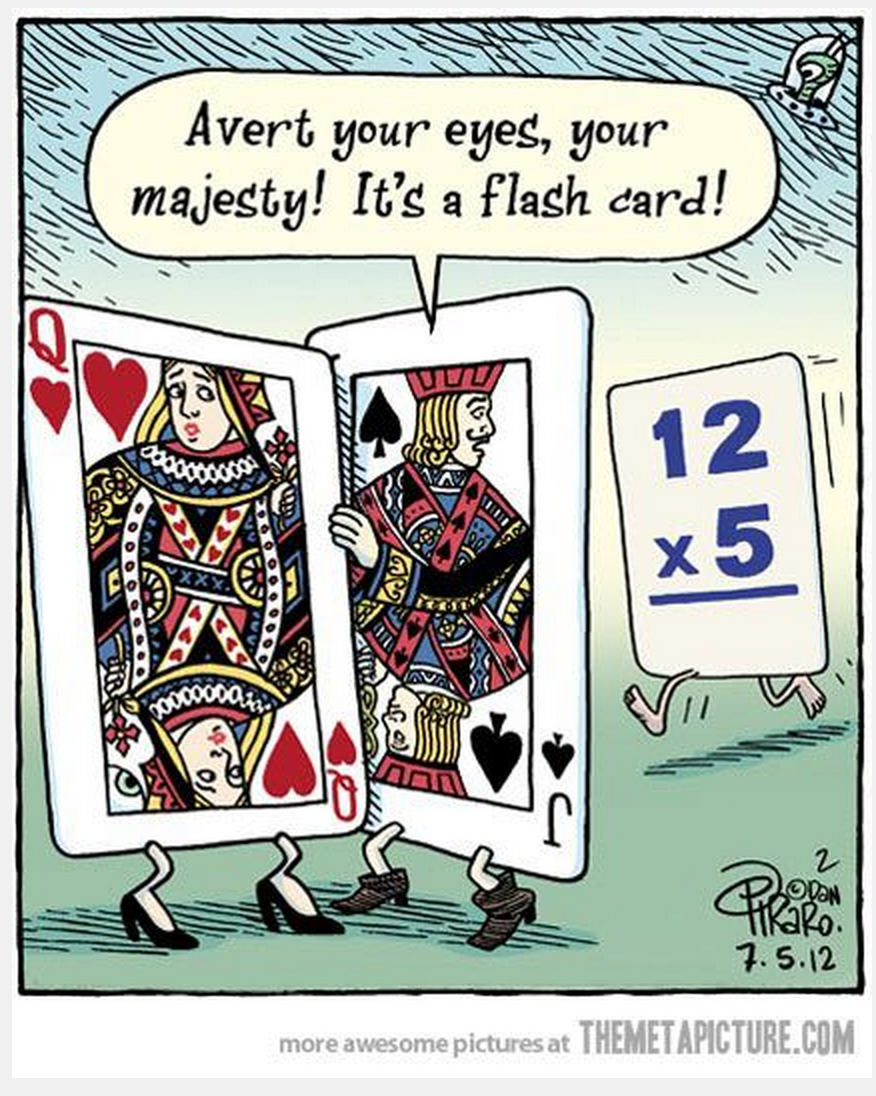 Avert your eyes, your
majesty! It's a flash card!
Q
J
Q
12
x 5
2
© DAN
PIRARO.
7.5.12
more awesome pictures at THEMETAPICTURE.COM